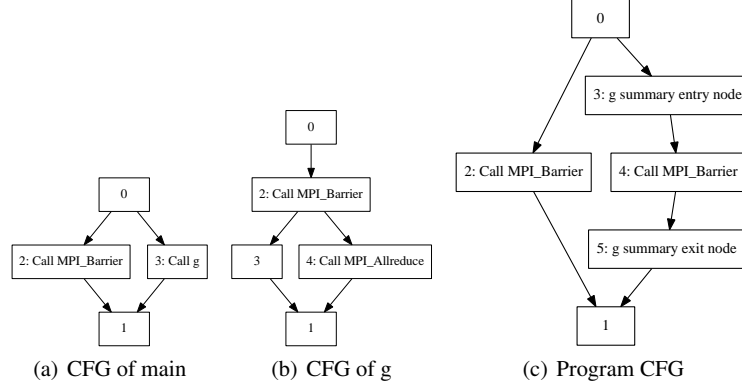 0
3: g summary entry node
0
2: Call MPI_Barrier
4: Call MPI_Barrier
2: Call MPI_Barrier
0
2: Call MPI_Barrier
3: Call g
3
4: Call MPI_Allreduce
5: g summary exit node
1
1
1
(a) CFG of main
(b) CFG of g
(c) Program CFG